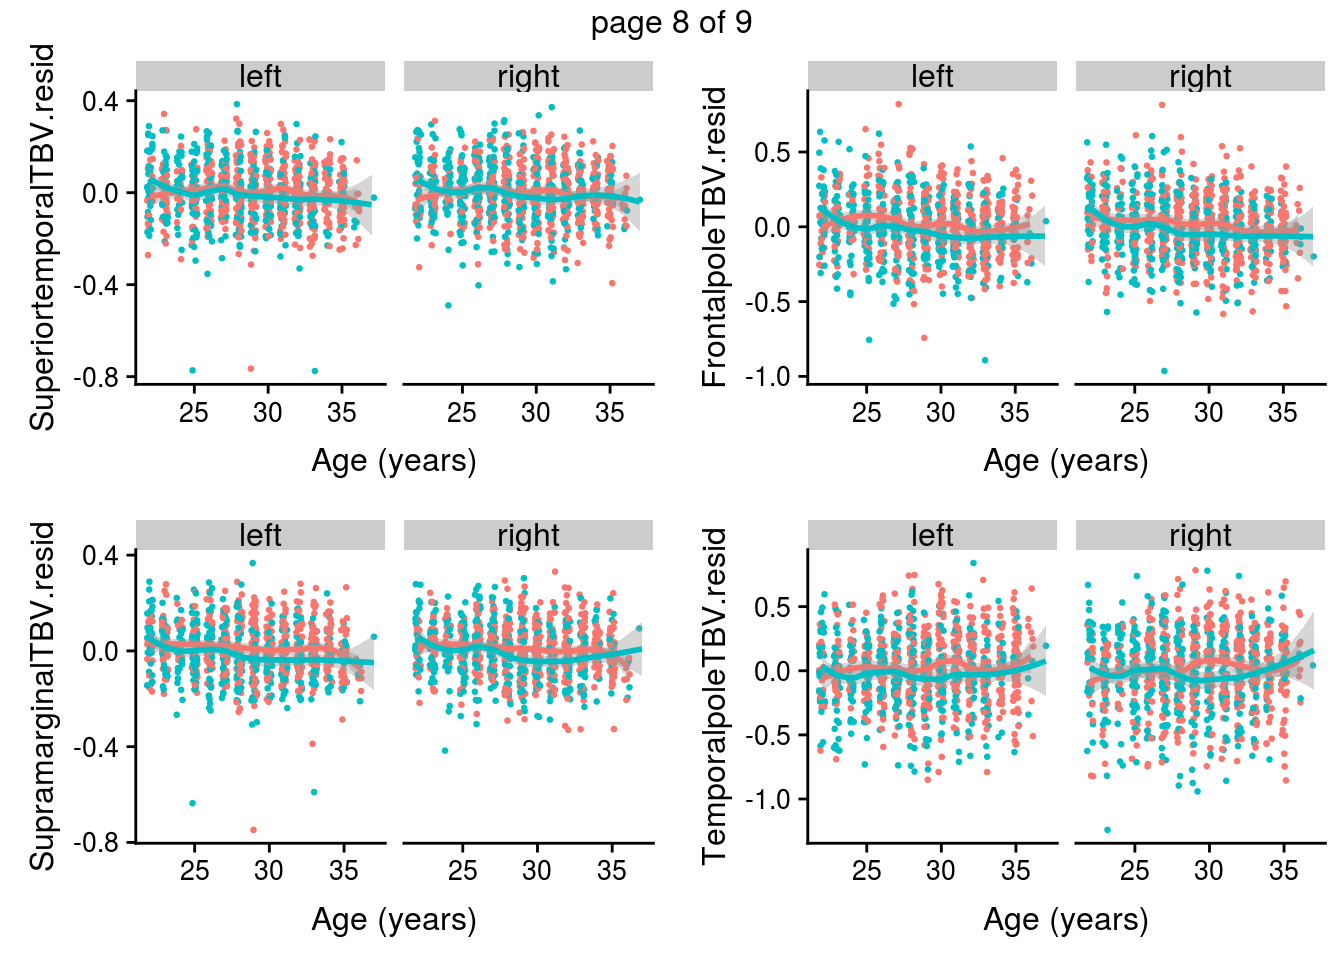 page 8 of 9
SuperiortemporalTBV.resid
left right
0.4
0.0
-0.4
-0.8
25 30 35 25 30 35
Age (years)
FrontalpoleTBV.resid
left right
0.5
0.0
-0.5
-1.0
25 30 35 25 30 35
Age (years)
SupramarginalTBV.resid
left right
0.4
0.0
-0.4
-0.8
25 30 35 25 30 35
Age (years)
TemporalpoleTBV.resid
left right
0.5
0.0
-0.5
-1.0
25 30 35 25 30 35
Age (years)